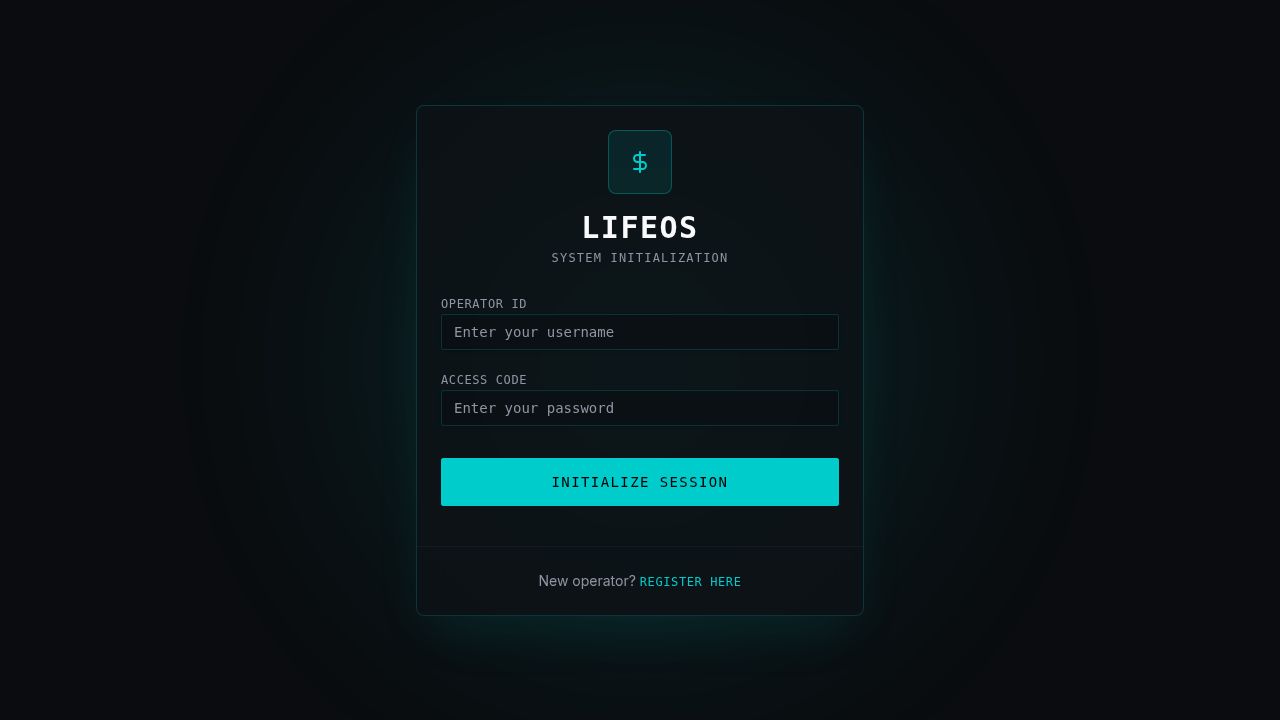 $
LIFEOS
SYSTEM INITIALIZATION
OPERATOR ID
Enter your username
ACCESS CODE
Enter your password
INITIALIZE SESSION
New operator? REGISTER HERE